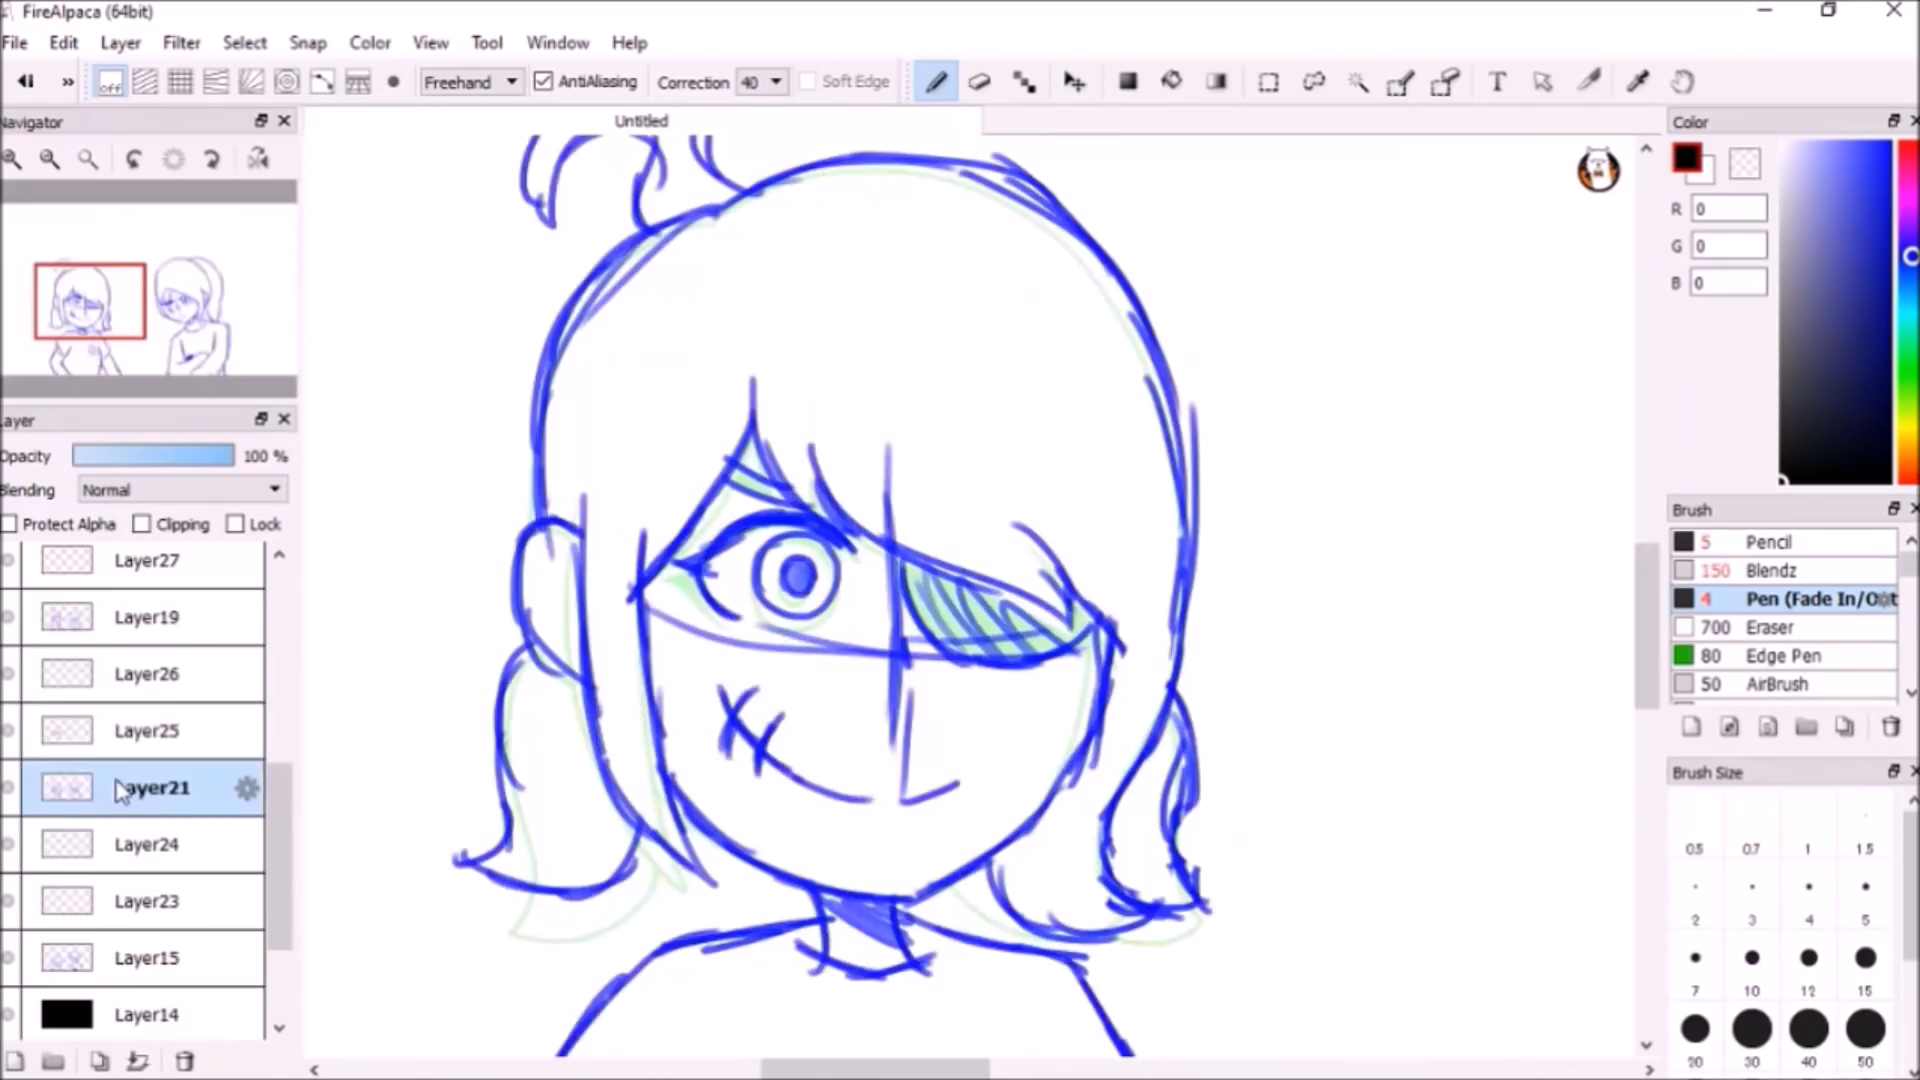 FireAlpaca (64bit)
File Edit Layer Filter Select Snap Color View Tool Window Help
off Freehand AntiAliasing Correction 40 Soft Edge T
Navigator
Untitled
Color
R 0
G 0
B 0
Layer
Opacity 100 %
Blending Normal
Protect Alpha Clipping Lock
Layer27
Layer19
Layer26
Layer25
Layer21
Layer24
Layer23
Layer15
Layer14
Brush
5 Pencil
150 Blendz
4 Pen (Fade In/Out
700 Eraser
80 Edge Pen
50 AirBrush
Brush Size
0.5 0.7 1 1.5
2 3 4 5
7 10 12 15
20 30 40 50